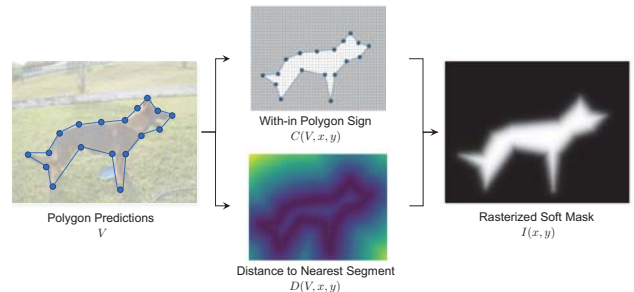 With-in Polygon Sign
C(V, x, y)
Polygon Predictions
V
Distance to Nearest Segment
D(V, x, y)
Rasterized Soft Mask
I(x, y)